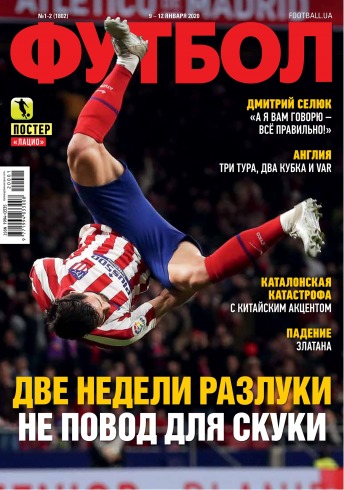 №1-2 (1802)
9 – 12 ЯНВАРЯ 2020
FOOTBALL.UA
ФУТБОЛ
ПОСТЕР
«ЛАЦИО»
ДМИТРИЙ СЕЛЮК
«А Я ВАМ ГОВОРЮ –
ВСЁ ПРАВИЛЬНО!»
АНГЛИЯ
ТРИ ТУРА, ДВА КУБКА И VAR
КАТАЛОНСКАЯ
КАТАСТРОФА
С КИТАЙСКИМ АКЦЕНТОМ
ПАДЕНИЕ
ЗЛАТАНА
ДВЕ НЕДЕЛИ РАЗЛУКИ
НЕ ПОВОД ДЛЯ СКУКИ